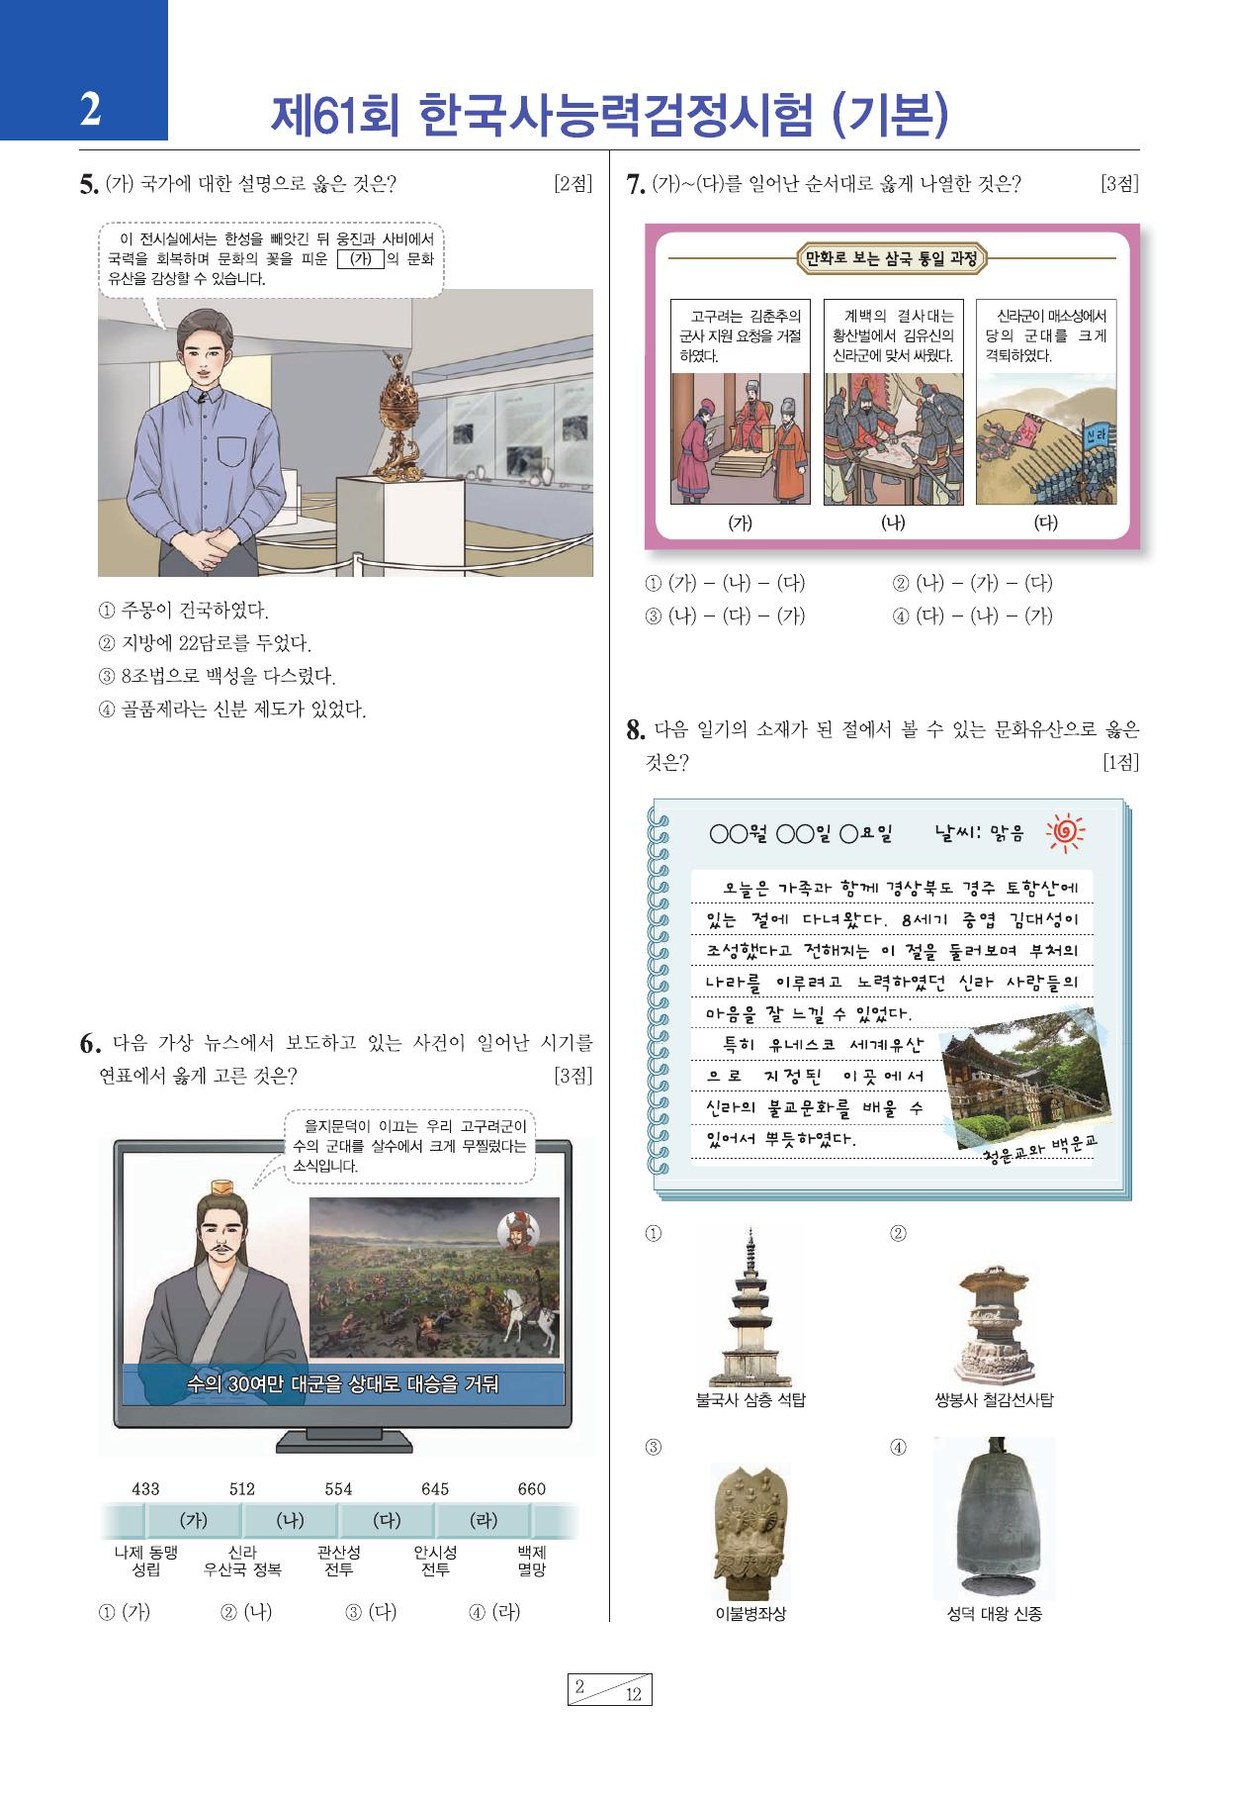 2
제61회 한국사능력검정시험 (기본)
5. (가) 국가에 대한 설명으로 옳은 것은? [2점]
이 전시실에서는 한성을 빼앗긴 뒤 웅진과 사비에서
국력을 회복하며 문화의 꽃을 피운 (가) 의 문화
유산을 감상할 수 있습니다.
① 주몽이 건국하였다.
② 지방에 22담로를 두었다.
③ 8조법으로 백성을 다스렸다.
④ 골품제라는 신분 제도가 있었다.
6. 다음 가상 뉴스에서 보도하고 있는 사건이 일어난 시기를
연표에서 옳게 고른 것은? [3점]
을지문덕이 이끄는 우리 고구려군이
수의 군대를 살수에서 크게 무찔렀다는
소식입니다.
수의 30여만 대군을 상대로 대승을 거둬
433 512 554 645 660
(가) (나) (다) (라)
나제 동맹 신라 관산성 안시성 백제
성립 우산국 정복 전투 전투 멸망
① (가) ② (나) ③ (다) ④ (라)
7. (가)~(다)를 일어난 순서대로 옳게 나열한 것은? [3점]
만화로 보는 삼국 통일 과정
고구려는 김춘추의
군사 지원 요청을 거절
하였다.
계백의 결사대는
황산벌에서 김유신의
신라군에 맞서 싸웠다.
신라군이 매소성에서
당의 군대를 크게
격퇴하였다.
신라
(가) (나) (다)
① (가) - (나) - (다) ② (나) - (가) - (다)
③ (나) - (다) - (가) ④ (다) - (나) - (가)
8. 다음 일기의 소재가 된 절에서 볼 수 있는 문화유산으로 옳은
것은? [1점]
○○월 ○○일 ○요일 날씨: 맑음
오늘은 가족과 함께 경상북도 경주 토함산에
있는 절에 다녀왔다. 8세기 중엽 김대성이
조성했다고 전해지는 이 절을 둘러보며 부처의
나라를 이루려고 노력하였던 신라 사람들의
마음을 잘 느낄 수 있었다.
특히 유네스코 세계유산
으로 지정된 이곳에서
신라의 불교문화를 배울 수
있어서 뿌듯하였다.
청운교와 백운교
① ②
불국사 삼층 석탑 쌍봉사 철감선사탑
③ ④
이불병좌상 성덕 대왕 신종
2
12